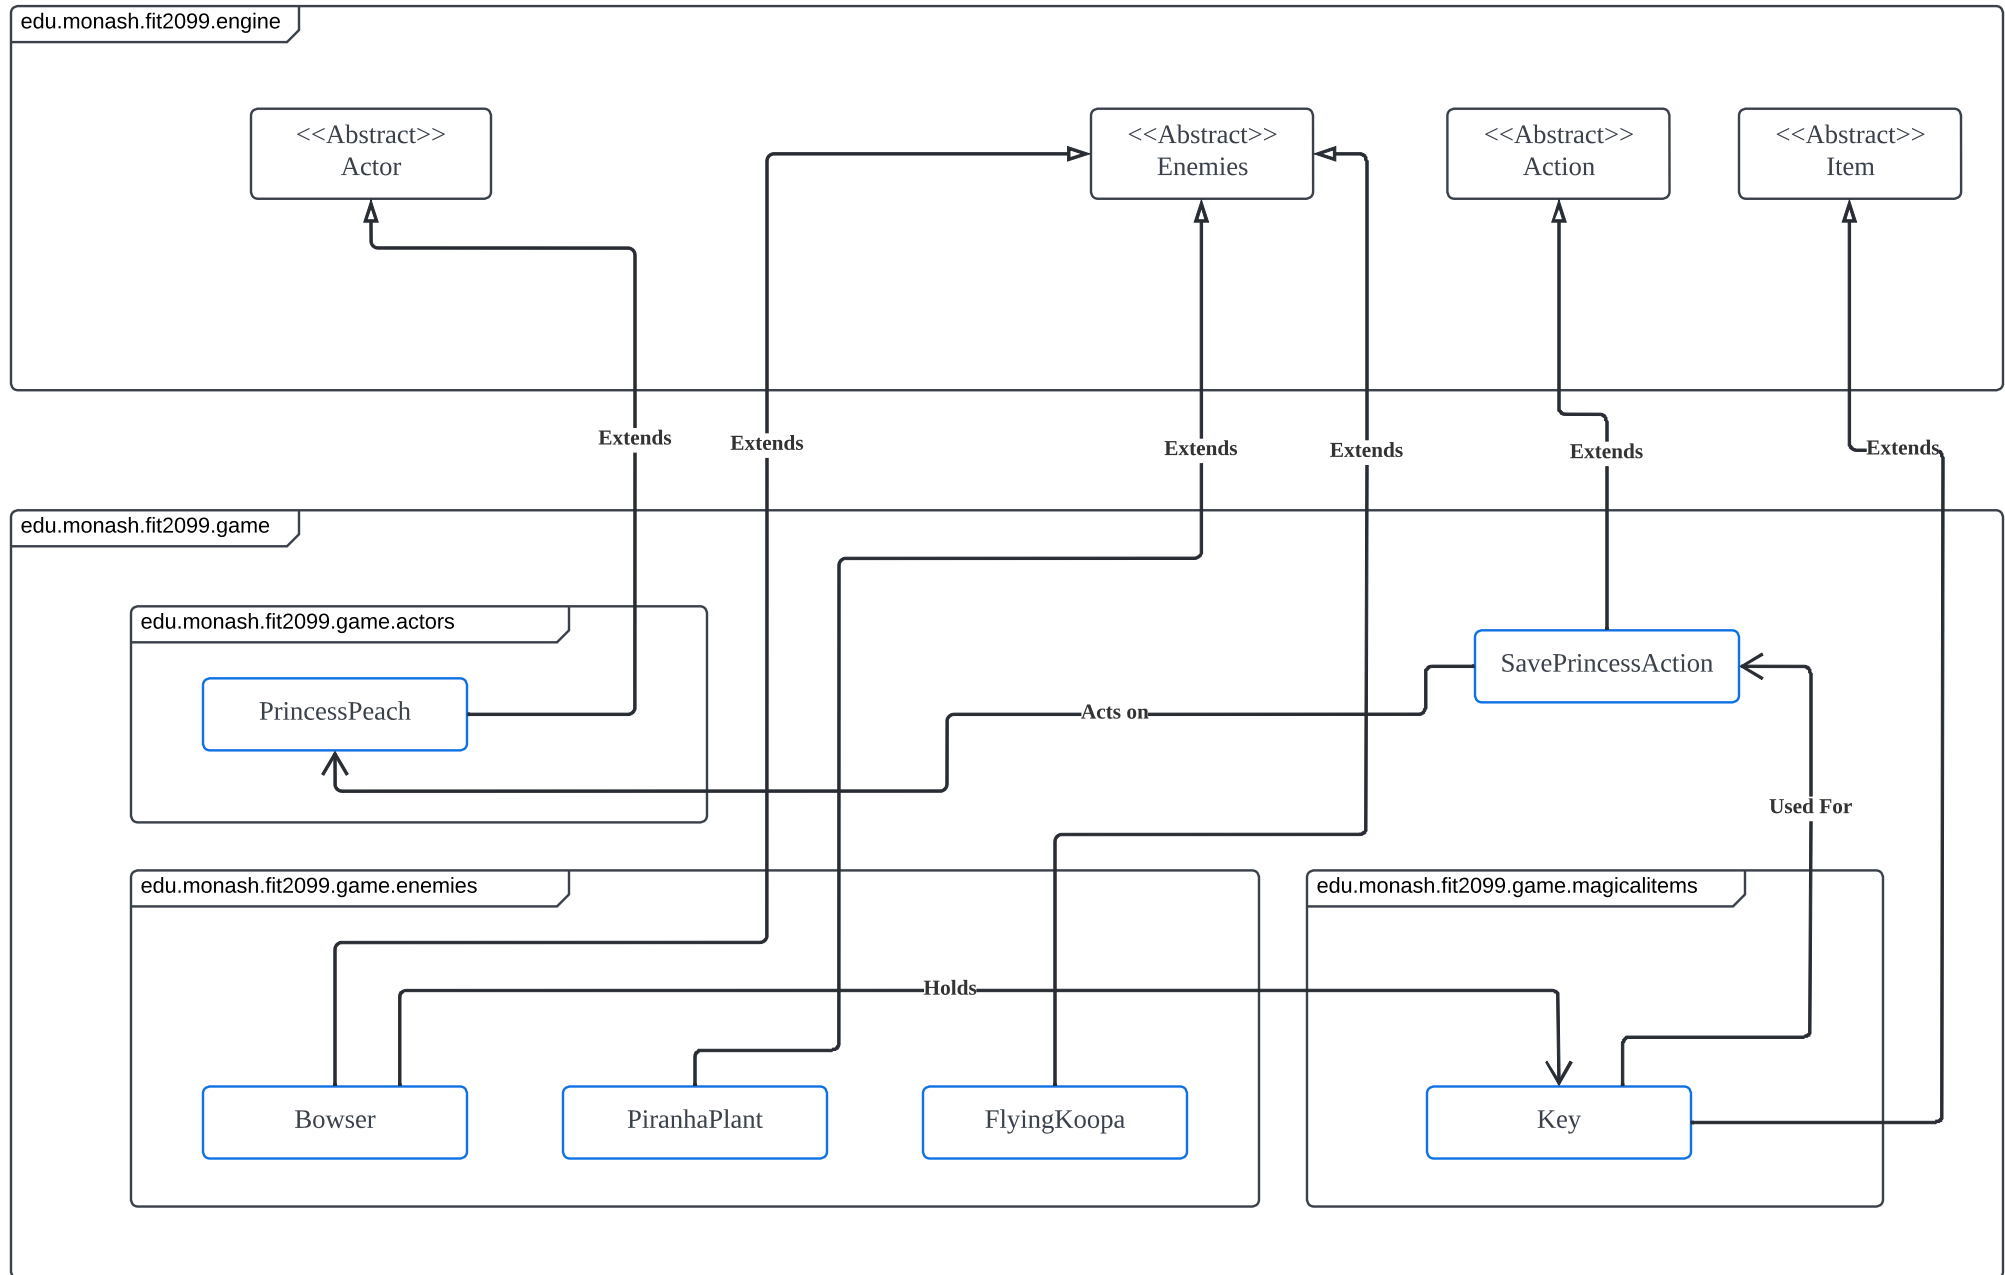 edu.monash.fit2099.engine
<<Abstract>>
Actor
<<Abstract>>
Enemies
<<Abstract>>
Action
<<Abstract>>
Item
Extends
Extends
Extends
Extends
Extends
Extends
edu.monash.fit2099.game
edu.monash.fit2099.game.actors
PrincessPeach
SavePrincessAction
Acts on
Used For
edu.monash.fit2099.game.enemies
edu.monash.fit2099.game.magicalitems
Holds
Bowser
PiranhaPlant
FlyingKoopa
Key